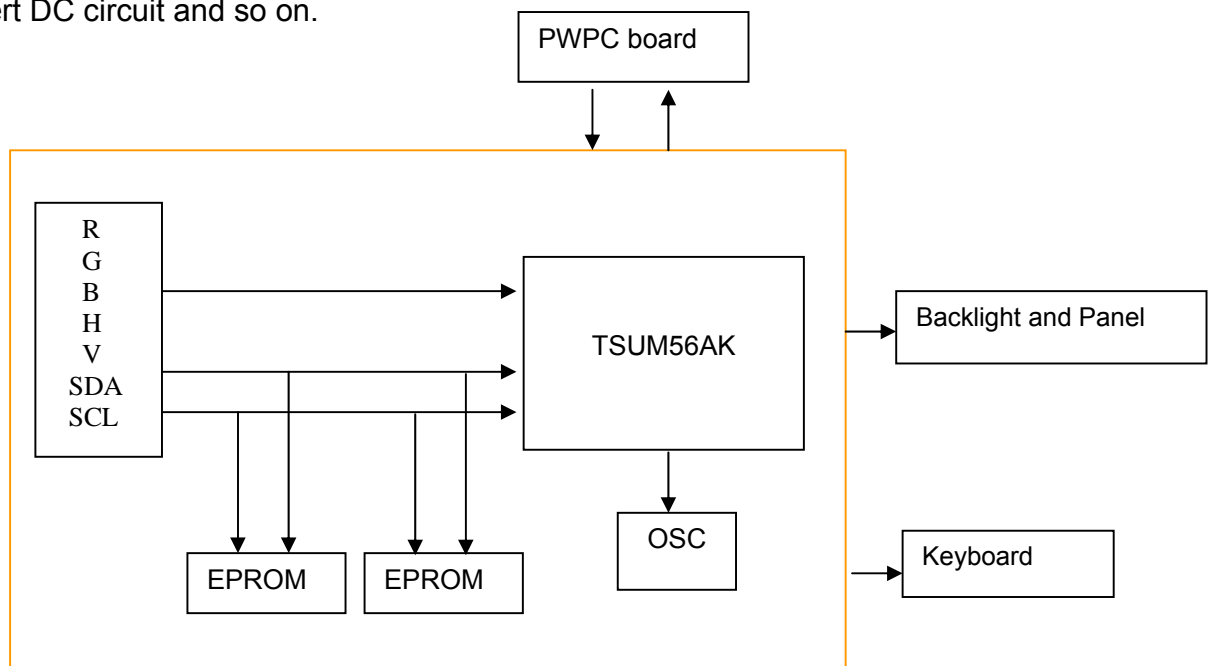 ert DC circuit and so on.
PWPC board
R
G
B
H
V
SDA
SCL
TSUM56AK
Backlight and Panel
OSC
Keyboard
EPROM
EPROM